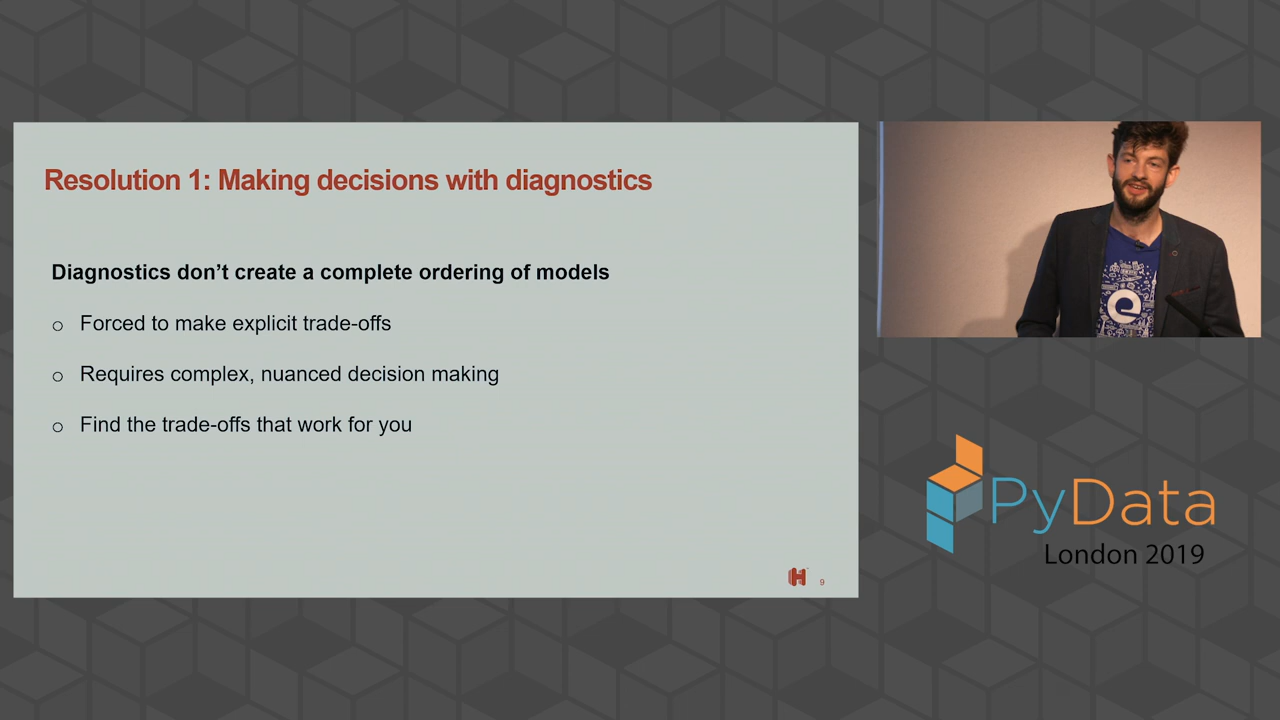 Resolution 1: Making decisions with diagnostics
Diagnostics don’t create a complete ordering of models
o Forced to make explicit trade-offs
o Requires complex, nuanced decision making
o Find the trade-offs that work for you
H
9
e
PyData
London 2019